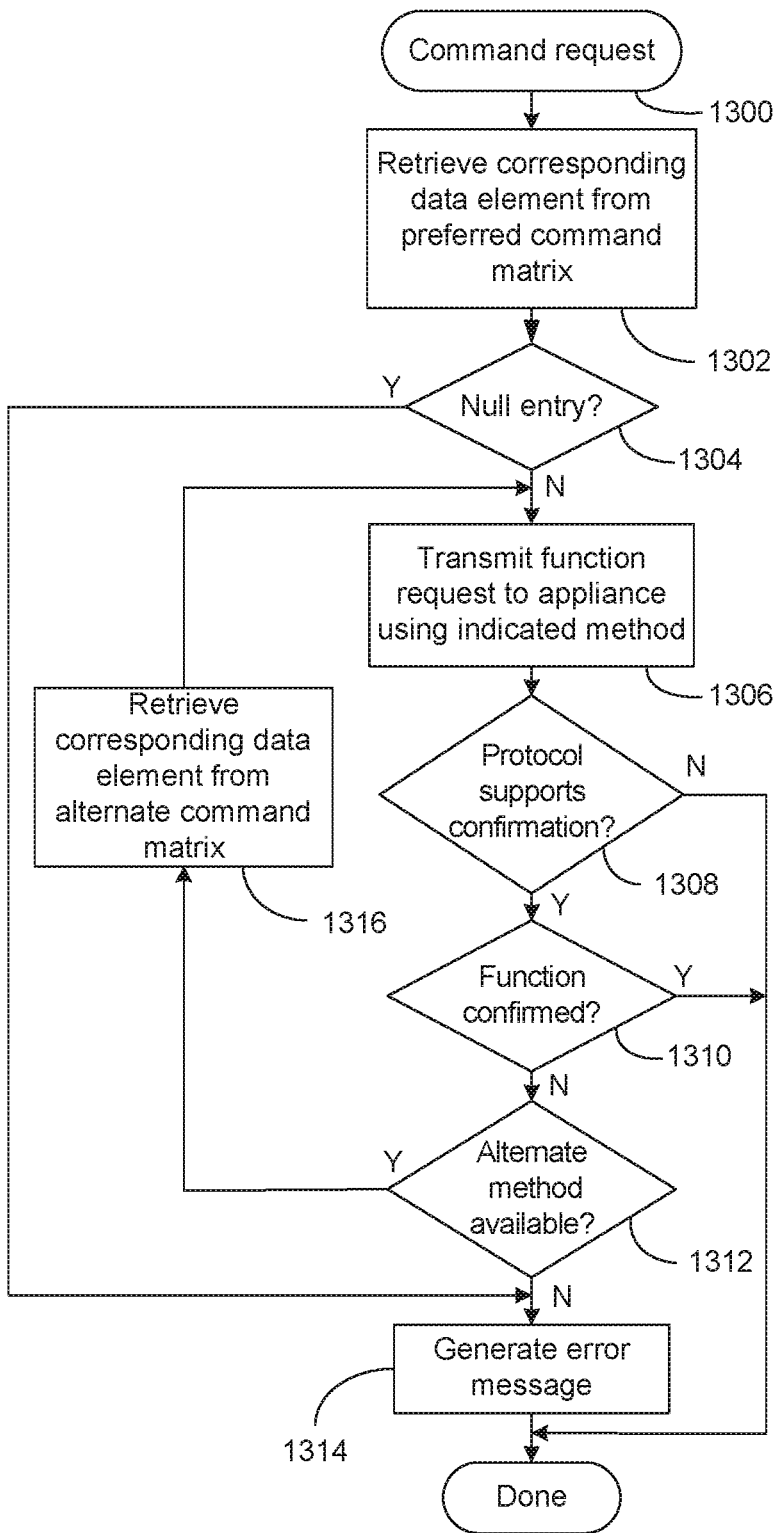 Command request
1300
Retrieve corresponding
data element from
preferred command
matrix
1302
Y
Null entry?
1304
N
Transmit function
request to appliance
using indicated method
1306
Retrieve
corresponding data
element from
alternate command
matrix
1316
Protocol
supports
confirmation?
N
1308
Y
Function
confirmed?
Y
1310
N
Y
Alternate
method
available?
1312
N
Generate error
message
1314
Done